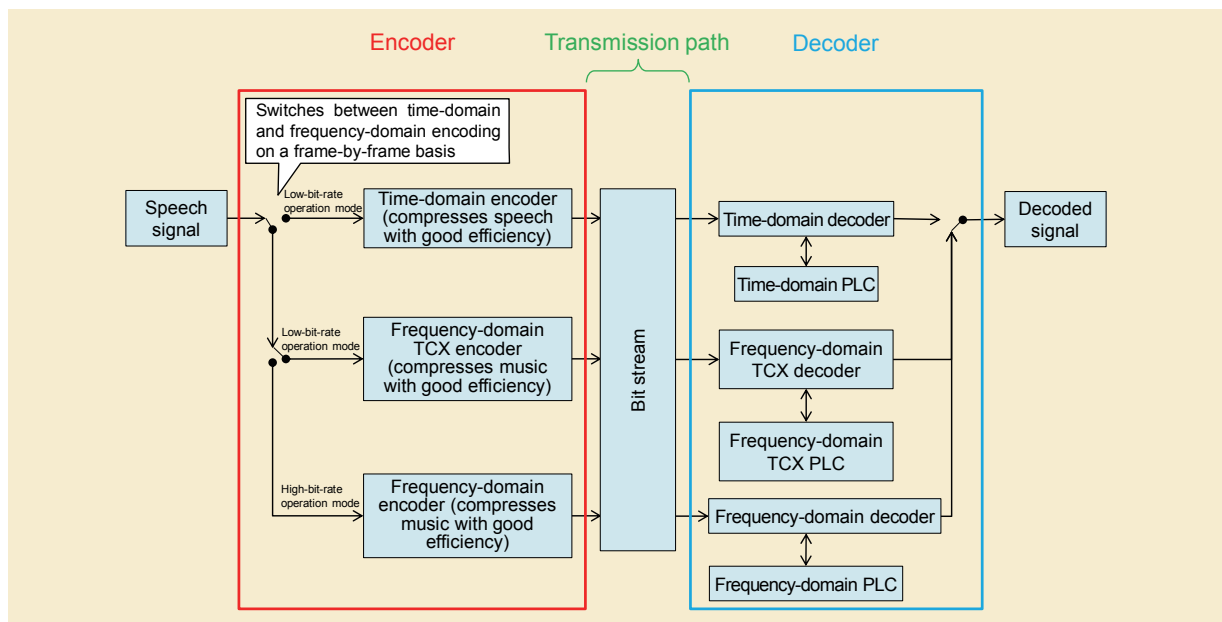 Encoder
Transmission path
Decoder
Switches between time-domain
and frequency-domain encoding
on a frame-by-frame basis
Speech
signal
Low-bit-rate
operation mode
Time-domain encoder
(compresses speech
with good efficiency)
Low-bit-rate
operation mode
Frequency-domain
TCX encoder
(compresses music
with good efficiency)
High-bit-rate
operation mode
Frequency-domain
encoder (compresses
music with good
efficiency)
Bit stream
Time-domain decoder
Time-domain PLC
Frequency-domain
TCX decoder
Frequency-domain
TCX PLC
Frequency-domain decoder
Frequency-domain PLC
Decoded
signal